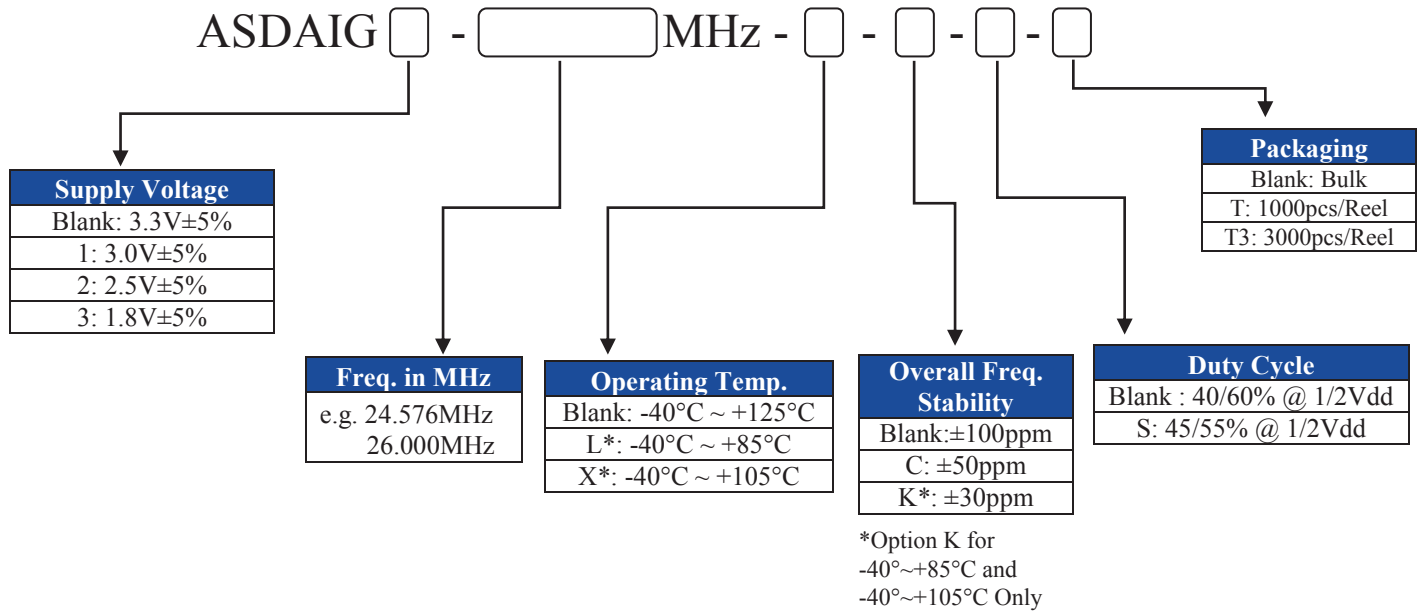 ASDAIG - MHz - - - -
Supply Voltage
Blank: 3.3V±5%
1: 3.0V±5%
2: 2.5V±5%
3: 1.8V±5%
Freq. in MHz
e.g. 24.576MHz
26.000MHz
Operating Temp.
Blank: -40°C ~ +125°C
L*: -40°C ~ +85°C
X*: -40°C ~ +105°C
Overall Freq.
Stability
Blank:±100ppm
C: ±50ppm
K*: ±30ppm
*Option K for
-40°~+85°C and
-40°~+105°C Only
Duty Cycle
Blank : 40/60% @ 1/2Vdd
S: 45/55% @ 1/2Vdd
Packaging
Blank: Bulk
T: 1000pcs/Reel
T3: 3000pcs/Reel